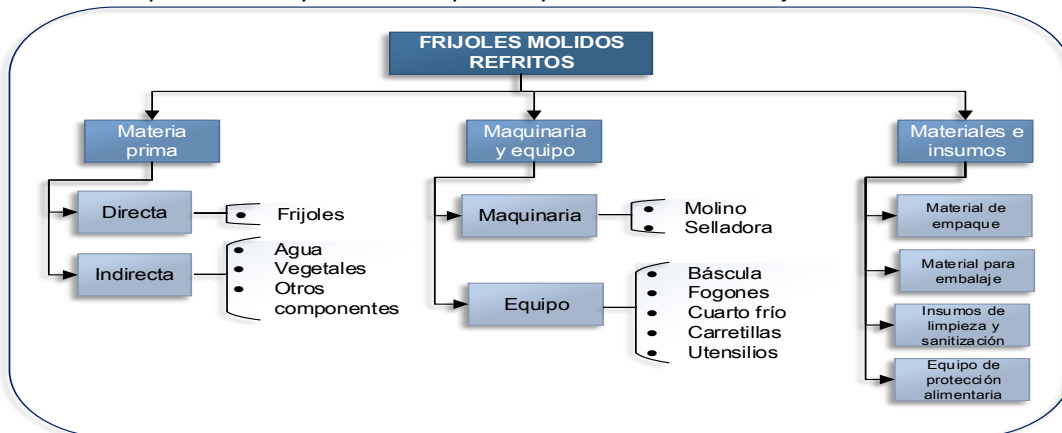 FRIJOLES MOLIDOS
REFRITOS
Materia
prima
Maquinaria
y equipo
Materiales e
insumos
Directa
• Frijoles
Indirecta
• Agua
• Vegetales
• Otros
componentes
Maquinaria
• Molino
• Selladora
Equipo
• Báscula
• Fogones
• Cuarto frío
• Carretillas
• Utensilios
Material de
empaque
Material para
embalaje
Insumos de
limpieza y
sanitización
Equipo de
protección
alimentaria